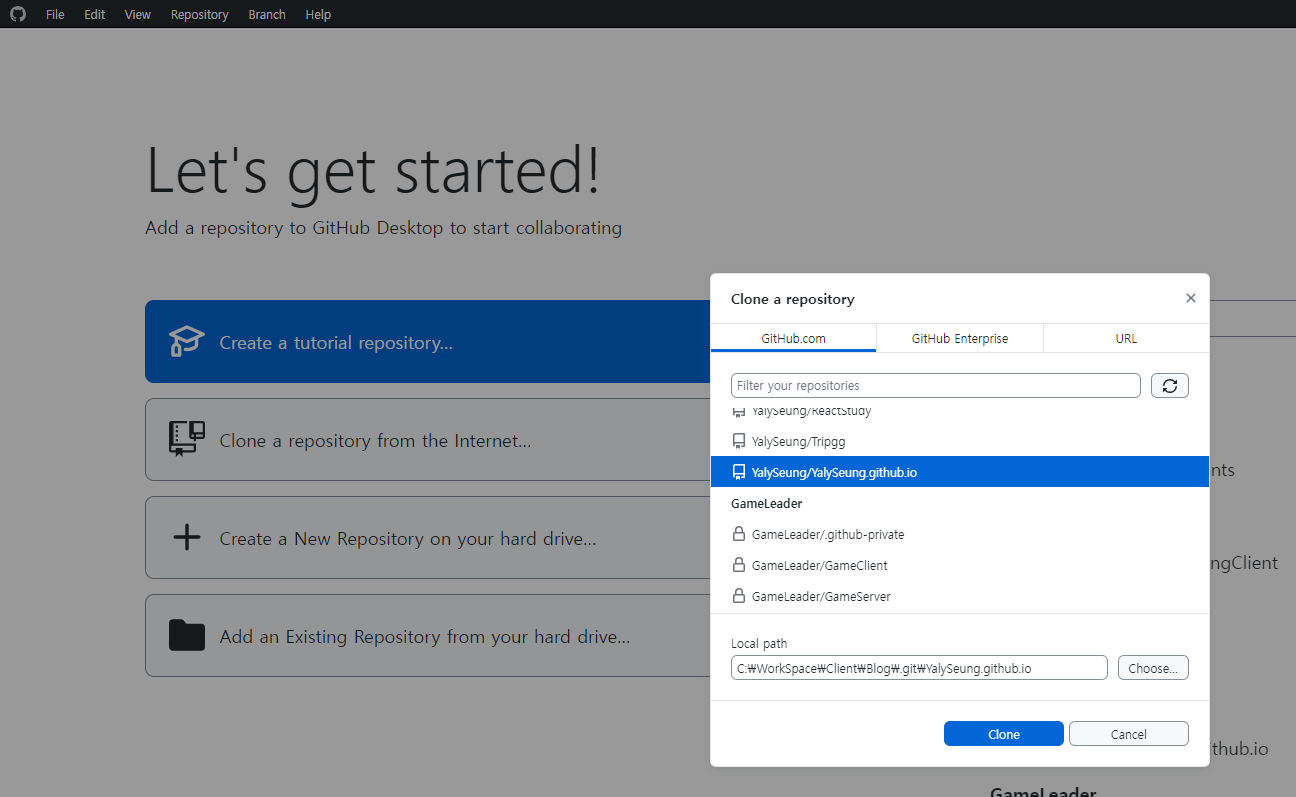 File Edit View Repository Branch Help
Let's get started!
Add a repository to GitHub Desktop to start collaborating
Create a tutorial repository...
Clone a repository from the Internet...
Create a New Repository on your hard drive...
Add an Existing Repository from your hard drive...
Clone a repository
GitHub.com GitHub Enterprise URL
Filter your repositories
YalySeung/ReactStudy
YalySeung/Tripgg
YalySeung/YalySeung.github.io
GameLeader
GameLeader/.github-private
GameLeader/GameClient
GameLeader/GameServer
Local path
C:₩WorkSpace₩Client₩Blog₩.git₩YalySeung.github.io
Choose...
Clone Cancel
nts
ngClient
thub.io
GameLeader